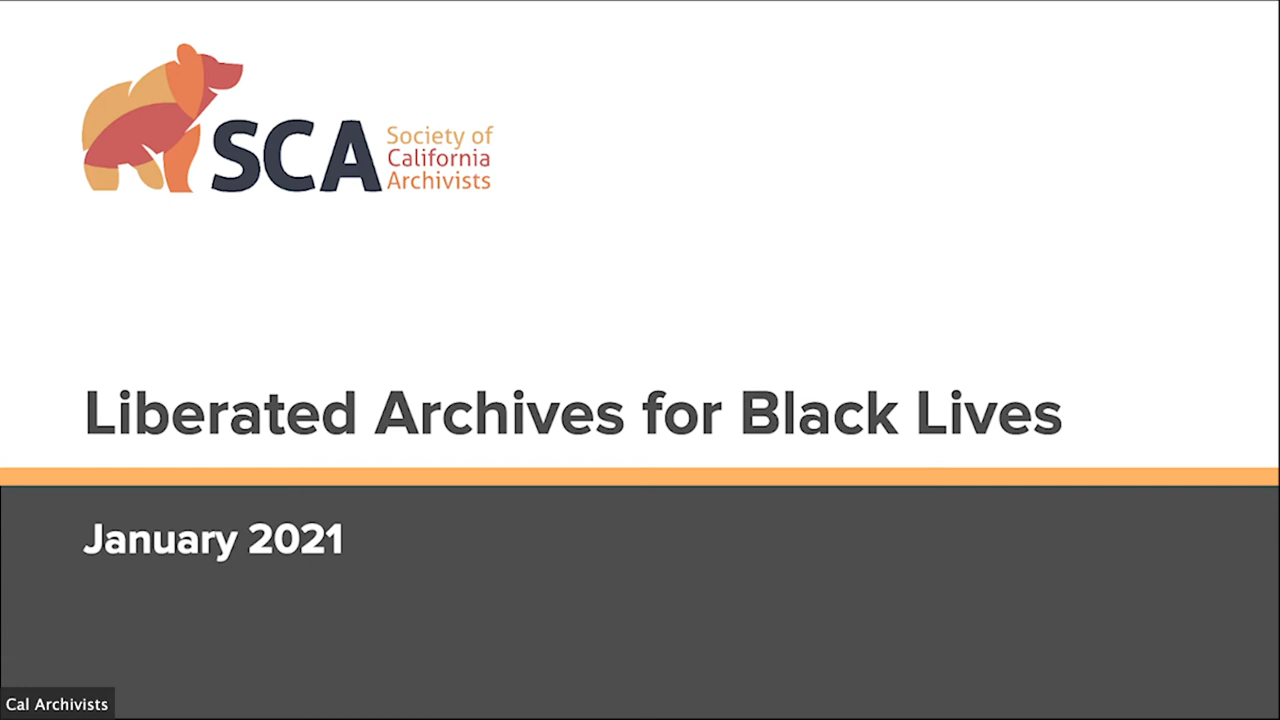 SCA
Society of
California
Archivists
Liberated Archives for Black Lives
January 2021
Cal Archivists